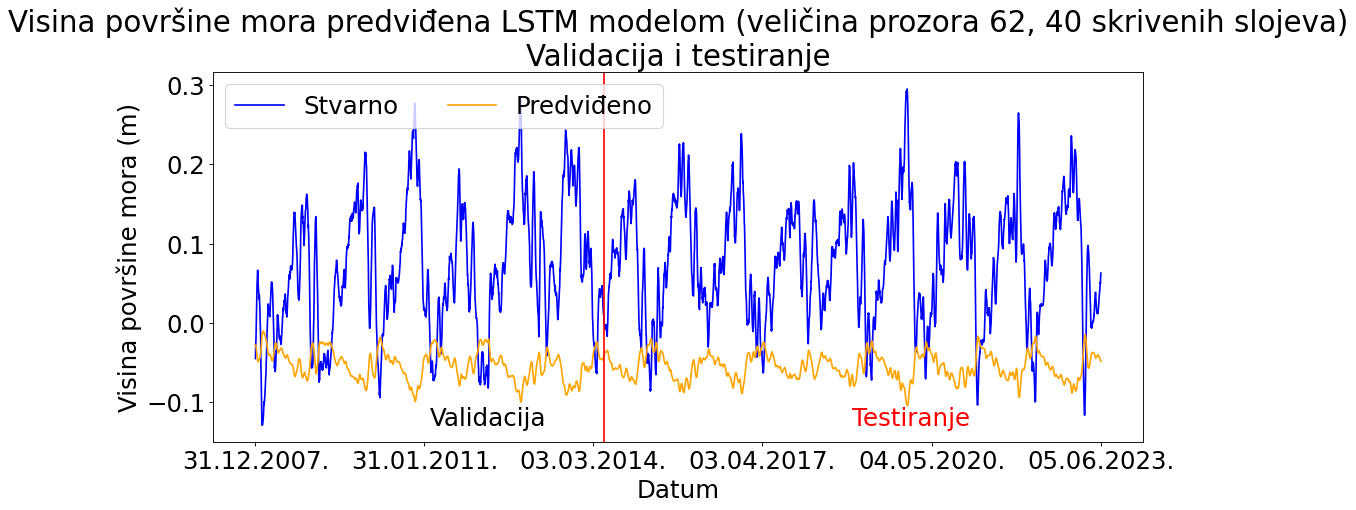 Visina površine mora predviđena LSTM modelom (veličina prozora 62, 40 skrivenih slojeva)
Validacija i testiranje
Stvarno
Predviđeno
Visina površine mora (m)
0.3
0.2
0.1
0.0
−0.1
Validacija
Testiranje
31.12.2007.
31.01.2011.
03.03.2014.
03.04.2017.
04.05.2020.
05.06.2023.
Datum